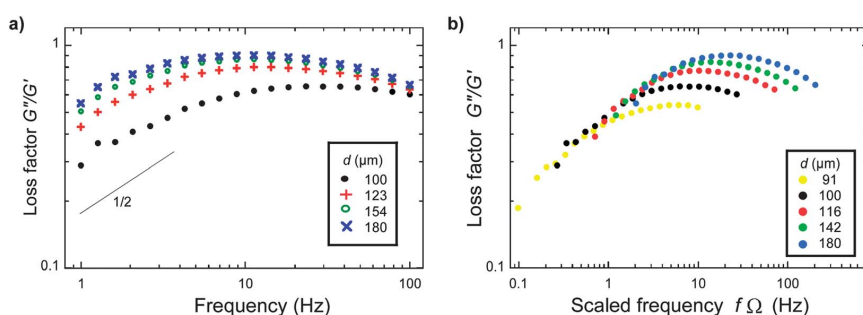 a)
Loss factor G''/G'
1
0.1
1/2
d (μm)
100
123
154
180
1
10
100
Frequency (Hz)
b)
Loss factor G''/G'
1
0.1
d (μm)
91
100
116
142
180
0.1
1
10
100
Scaled frequency f Ω (Hz)